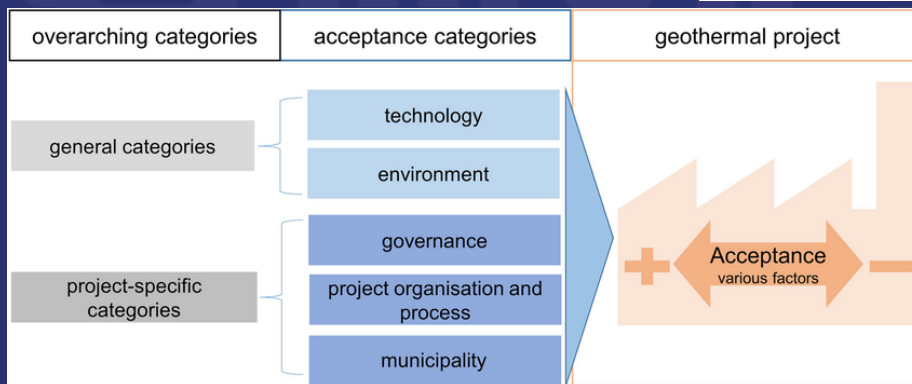 overarching categories
acceptance categories
geothermal project
general categories
technology
environment
project-specific
categories
governance
project organisation and
process
municipality
+
Acceptance
various factors
−